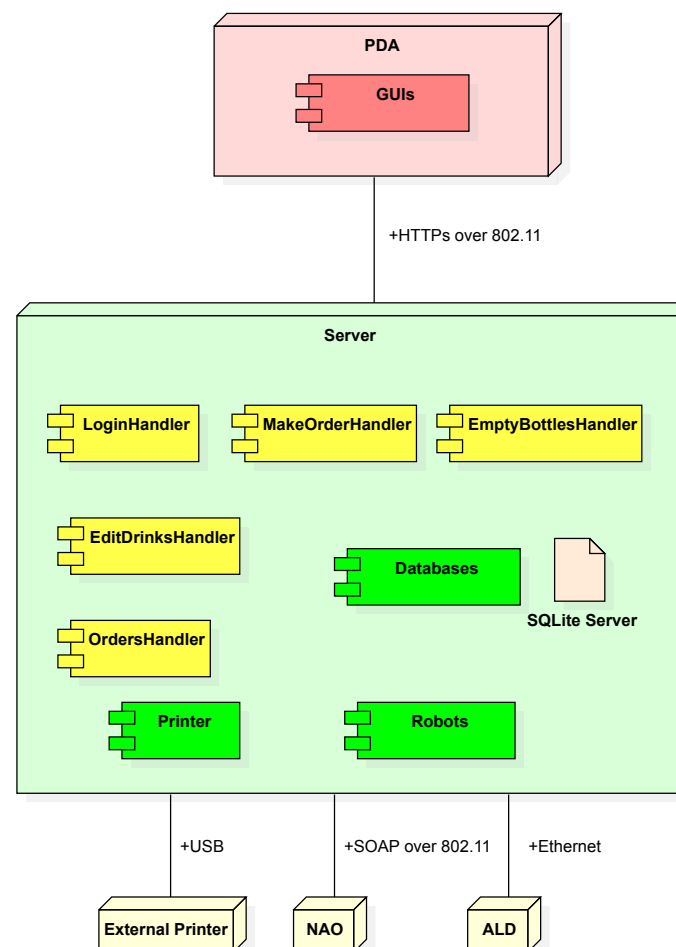 PDA
GUIs
+HTTPs over 802.11
Server
LoginHandler
MakeOrderHandler
EmptyBottlesHandler
EditDrinksHandler
Databases
SQLite Server
OrdersHandler
Printer
Robots
+USB
+SOAP over 802.11
+Ethernet
External Printer
NAO
ALD